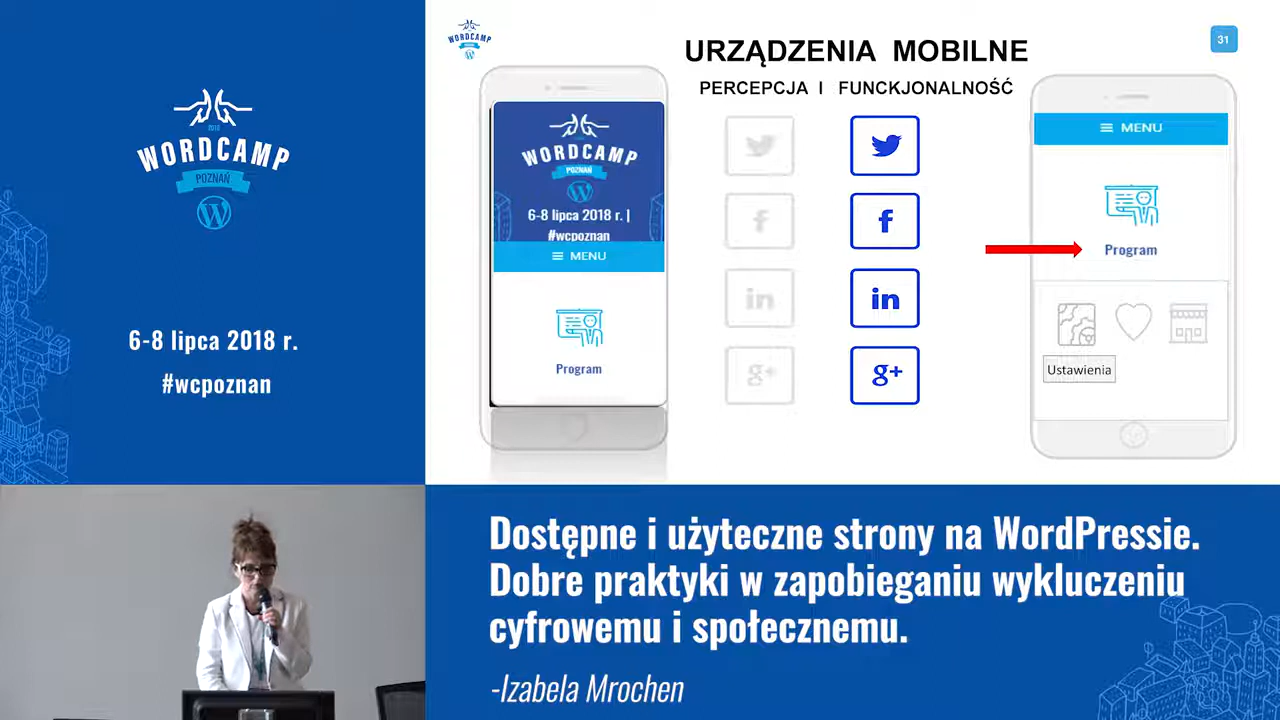 WORDCAMP
POZNAŃ
6-8 lipca 2018 r.
#wcpoznan
WORDCAMP
URZĄDZENIA MOBILNE
PERCEPCJA I FUNCKJONALNOŚĆ
31
WORDCAMP
POZNAŃ
6-8 lipca 2018 r. |
#wcpoznan
MENU
Program
f
in
g+
f
in
g+
MENU
Program
Ustawienia
Dostępne i użyteczne strony na WordPressie.
Dobre praktyki w zapobieganiu wykluczeniu
cyfrowemu i społecznemu.
-Izabela Mrochen